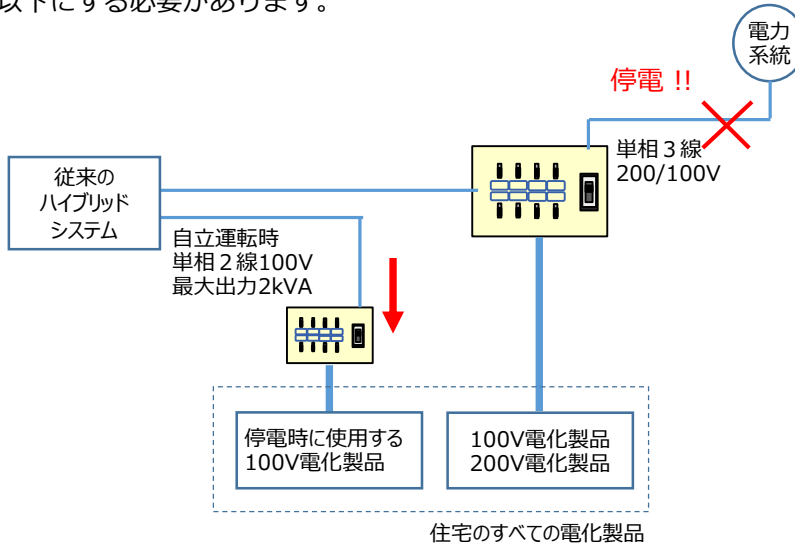 以下にする必要があります。
電力
系統
停電 !!
単相３線
200/100V
従来の
ハイブリッド
システム
自立運転時
単相２線100V
最大出力2kVA
停電時に使用する
100V電化製品
100V電化製品
200V電化製品
住宅のすべての電化製品